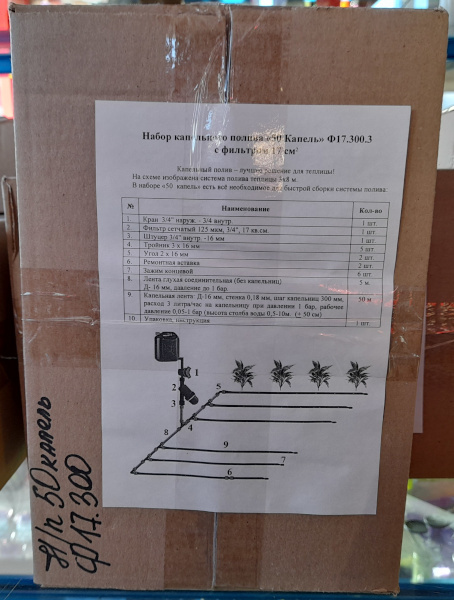 Набор капельного полива «50 Капель» Ф17.300.3
с фильтром 17 см²
Капельный полив – лучшее решение для теплицы!
На схеме изображена система полива теплицы 3х8 м.
В наборе «50 капель» есть всё необходимое для быстрой сборки системы полива.
№ Наименование Кол-во
1. Кран 3/4" наруж. - 3/4 внутр. 1 шт.
2. Фильтр сетчатый 125 мкм, 3/4", 17 кв.см. 1 шт.
3. Штуцер 3/4" внутр. -16 мм 1 шт.
4. Тройник 3 х 16 мм 5 шт.
5. Угол 2 х 16 мм 2 шт.
6. Ремонтная вставка 2 шт.
7. Зажим концевой 6 шт.
8. Лента глухая соединительная (без капельниц) 5 м.
Д- 16 мм, давление до 1 бар.
9. Капельная лента: Д-16 мм, стенка 0,18 мм, шаг капельниц 300 мм, 50 м
расход 3 литра/час на капельницу при давление 1 бар, рабочее
давление 0,05-1 бар (высота столба воды 0,5-10м. (± 50 см)
10. Упаковка, инструкция 1 шт.
1
2
3
4
5
8
9
7
6
Н/п 50 капель
Ф17.300